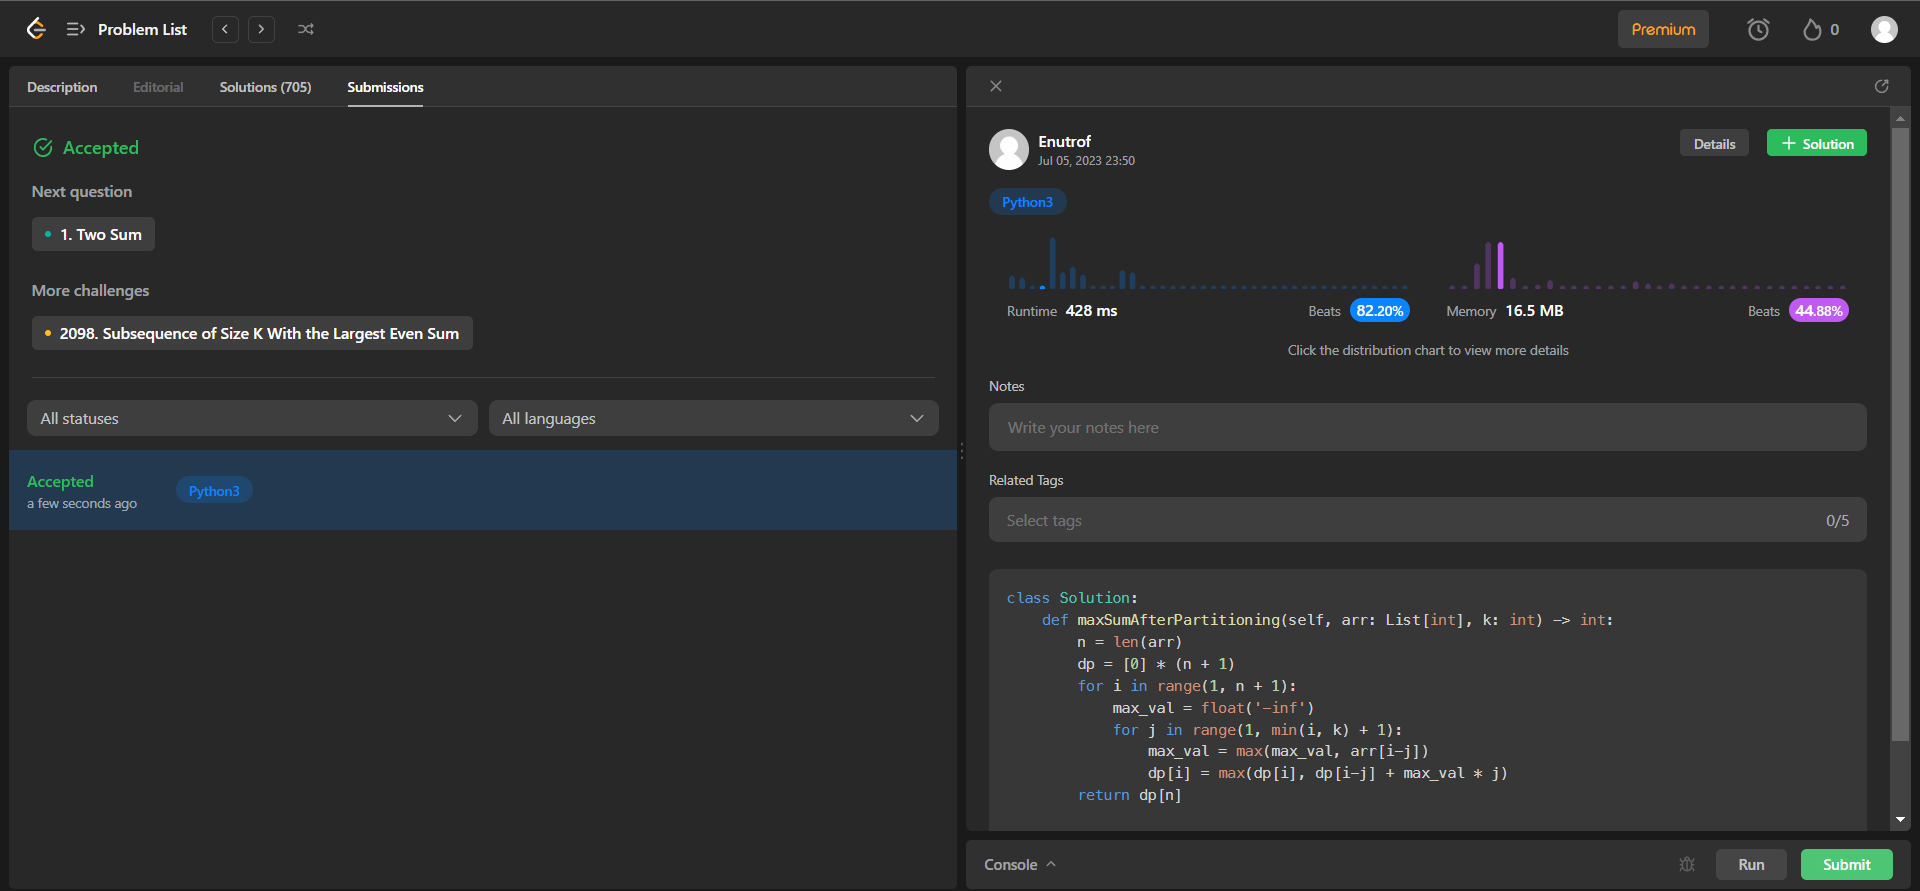 Problem List
Premium
0
Description
Editorial
Solutions (705)
Submissions
Accepted
Next question
1. Two Sum
More challenges
2098. Subsequence of Size K With the Largest Even Sum
All statuses
All languages
Accepted
a few seconds ago
Python3
Enutrof
Jul 05, 2023 23:50
Details
Solution
Python3
Runtime 428 ms
Beats 82.20%
Memory 16.5 MB
Beats 44.88%
Click the distribution chart to view more details
Notes
Write your notes here
Related Tags
Select tags
0/5
class Solution:
    def maxSumAfterPartitioning(self, arr: List[int], k: int) -> int:
        n = len(arr)
        dp = [0] * (n + 1)
        for i in range(1, n + 1):
            max_val = float('-inf')
            for j in range(1, min(i, k) + 1):
                max_val = max(max_val, arr[i-j])
                dp[i] = max(dp[i], dp[i-j] + max_val * j)
        return dp[n]
Console
Run
Submit